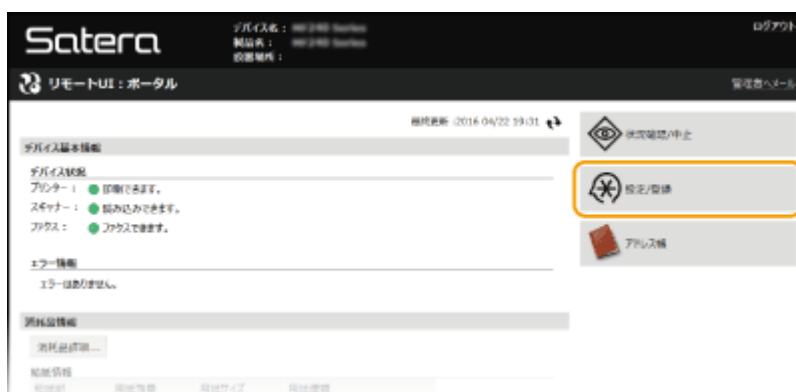 Satera
デバイス名:
製品名:
設置場所:
ログアウト
リモートUI:ポータル
管理者へメール
最終更新 :2016 04/22 19:31
デバイス基本情報
デバイス状況
プリンター: 印刷できます。
スキャナー: 読み込みできます。
ファクス: ファクスできます。
エラー情報
エラーはありません。
消耗品情報
消耗品詳細...
給紙情報
状況確認/中止
設定/登録
アドレス帳